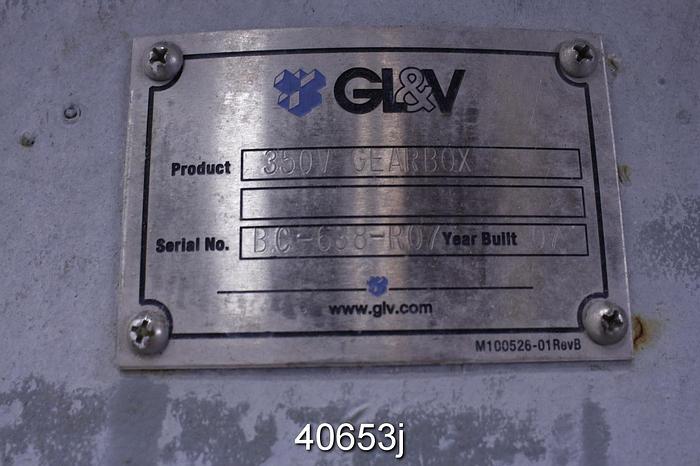 GL&V
Product 350V GEARBOX
Serial No. BC-638-R07 Year Built 07
www.glv.com
M100526-01RevB
40653j